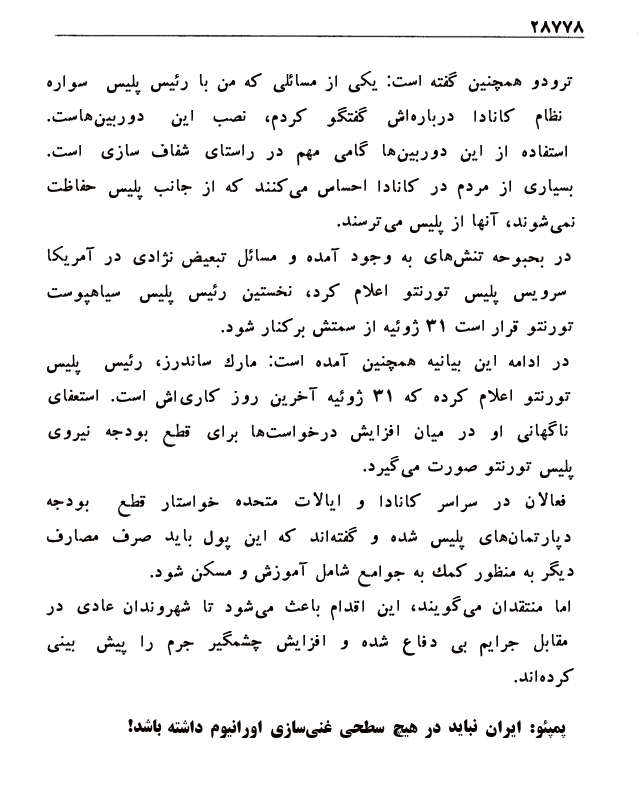 ۲۸۷۷۸
ترودو همچنین گفته است: یکی از مسائلی که من با رئیس پلیس سواره
نظام کانادا درباره‌اش گفتگو کردم، نصب این دوربین‌هاست.
استفاده از این دوربین‌ها گامی مهم در راستای شفاف سازی است.
بسیاری از مردم در کانادا احساس می‌کنند که از جانب پلیس حفاظت
نمی‌شوند، آنها از پلیس می‌ترسند.
در بحبوحه تنش‌های به وجود آمده و مسائل تبعیض نژادی در آمریکا
سرویس پلیس تورنتو اعلام کرد، نخستین رئیس پلیس سیاهپوست
تورنتو قرار است ۳۱ ژوئیه از سمتش برکنار شود.
در ادامه این بیانیه همچنین آمده است: مارك ساندرز، رئیس پلیس
تورنتو اعلام کرده که ۳۱ ژوئیه آخرین روز کاری‌اش است. استعفای
ناگهانی او در میان افزایش درخواست‌ها برای قطع بودجه نیروی
پلیس تورنتو صورت می‌گیرد.
فعالان در سراسر کانادا و ایالات متحده خواستار قطع بودجه
دپارتمان‌های پلیس شده و گفته‌اند که این پول باید صرف مصارف
دیگر به منظور کمك به جوامع شامل آموزش و مسکن شود.
اما منتقدان می‌گویند، این اقدام باعث می‌شود تا شهروندان عادی در
مقابل جرایم بی دفاع شده و افزایش چشمگیر جرم را پیش بینی
کرده‌اند.
پمپئو: ایران نباید در هیچ سطحی غنی‌سازی اورانیوم داشته باشد!